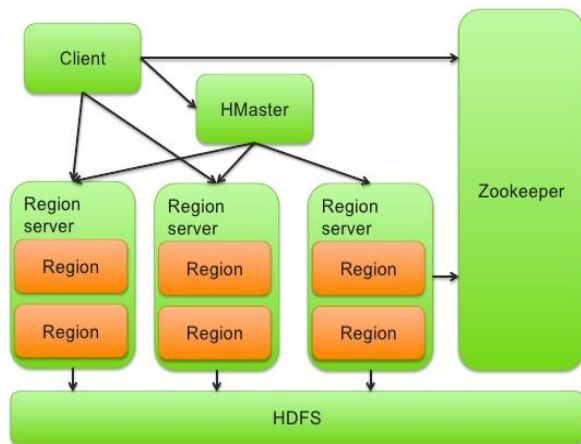 Client
HMaster
Zookeeper
Region
server
Region
server
Region
server
Region
Region
Region
Region
Region
Region
HDFS